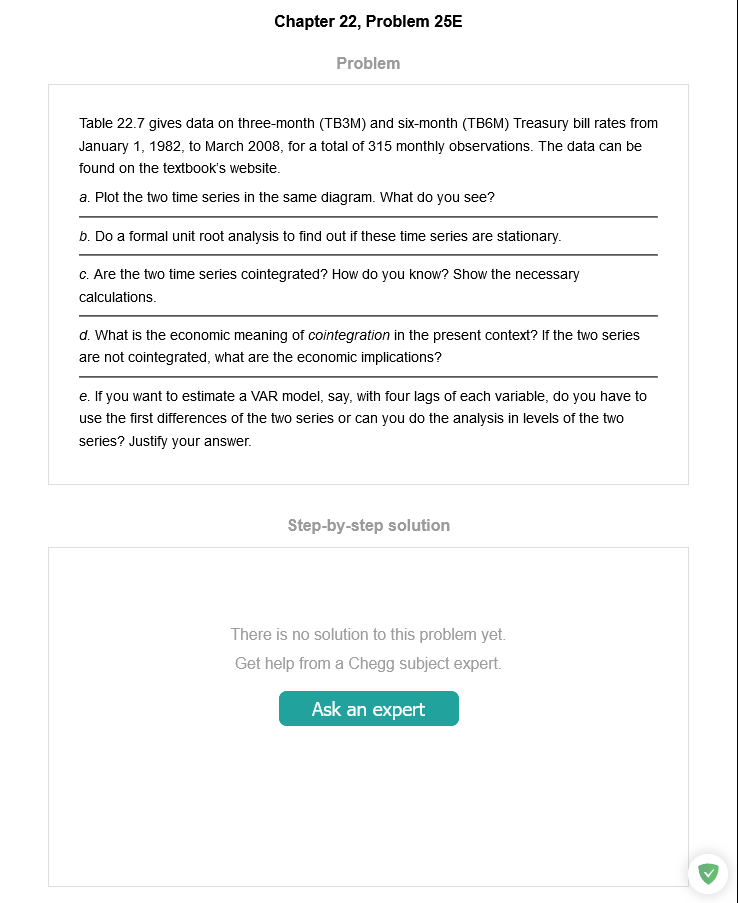 Chapter 22, Problem 25E
Problem
Table 22.7 gives data on three-month (TB3M) and six-month (TB6M) Treasury bill rates from
January 1, 1982, to March 2008, for a total of 315 monthly observations. The data can be
found on the textbook's website.
a. Plot the two time series in the same diagram. What do you see?
b. Do a formal unit root analysis to find out if these time series are stationary.
c. Are the two time series cointegrated? How do you know? Show the necessary
calculations.
d. What is the economic meaning of cointegration in the present context? If the two series
are not cointegrated, what are the economic implications?
e. If you want to estimate a VAR model, say, with four lags of each variable, do you have to
use the first differences of the two series or can you do the analysis in levels of the two
series? Justify your answer.
Step-by-step solution
There is no solution to this problem yet.
Get help from a Chegg subject expert.
Ask an expert